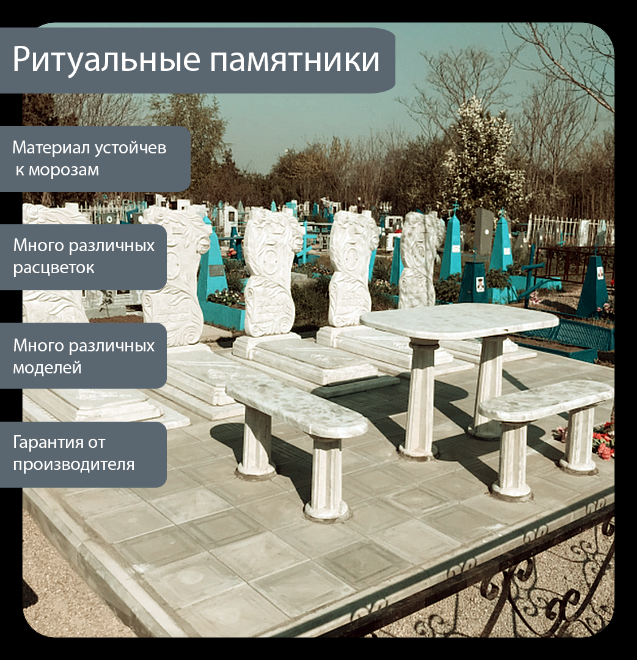 Ритуальные памятники
Материал устойчев
к морозам
Много различных
расцветок
Много различных
моделей
Гарантия от
производителя